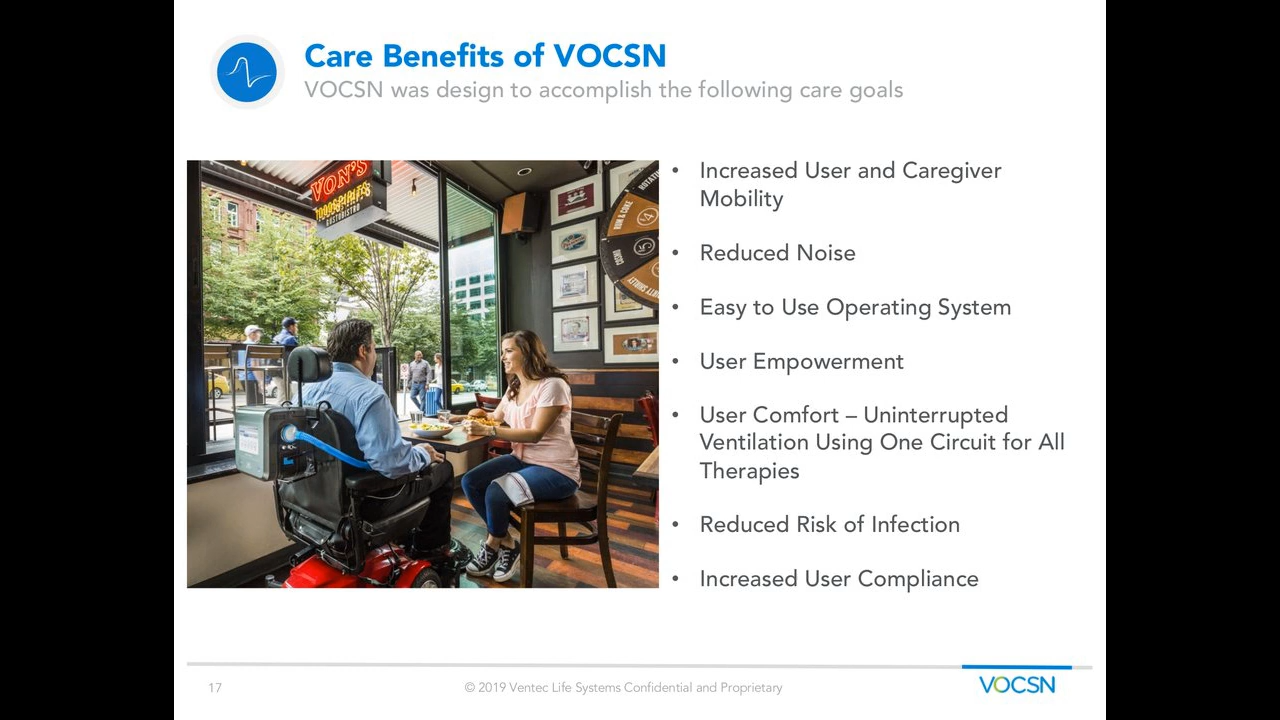 Care Benefits of VOCSN
VOCSN was design to accomplish the following care goals
VON'S
GASTROBISTRO
• Increased User and Caregiver
Mobility
• Reduced Noise
• Easy to Use Operating System
• User Empowerment
• User Comfort – Uninterrupted
Ventilation Using One Circuit for All
Therapies
• Reduced Risk of Infection
• Increased User Compliance
17
© 2019 Ventec Life Systems Confidential and Proprietary
VOCSN